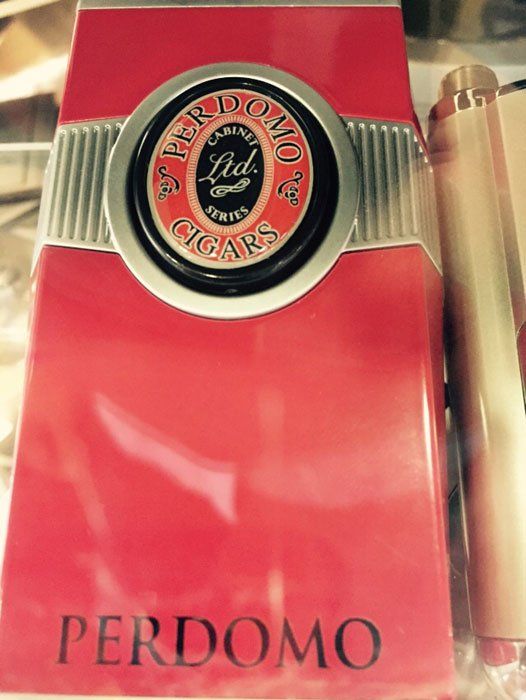 PERDOMO
CABINET
Ltd.
SERIES
CIGARS
PERDOMO